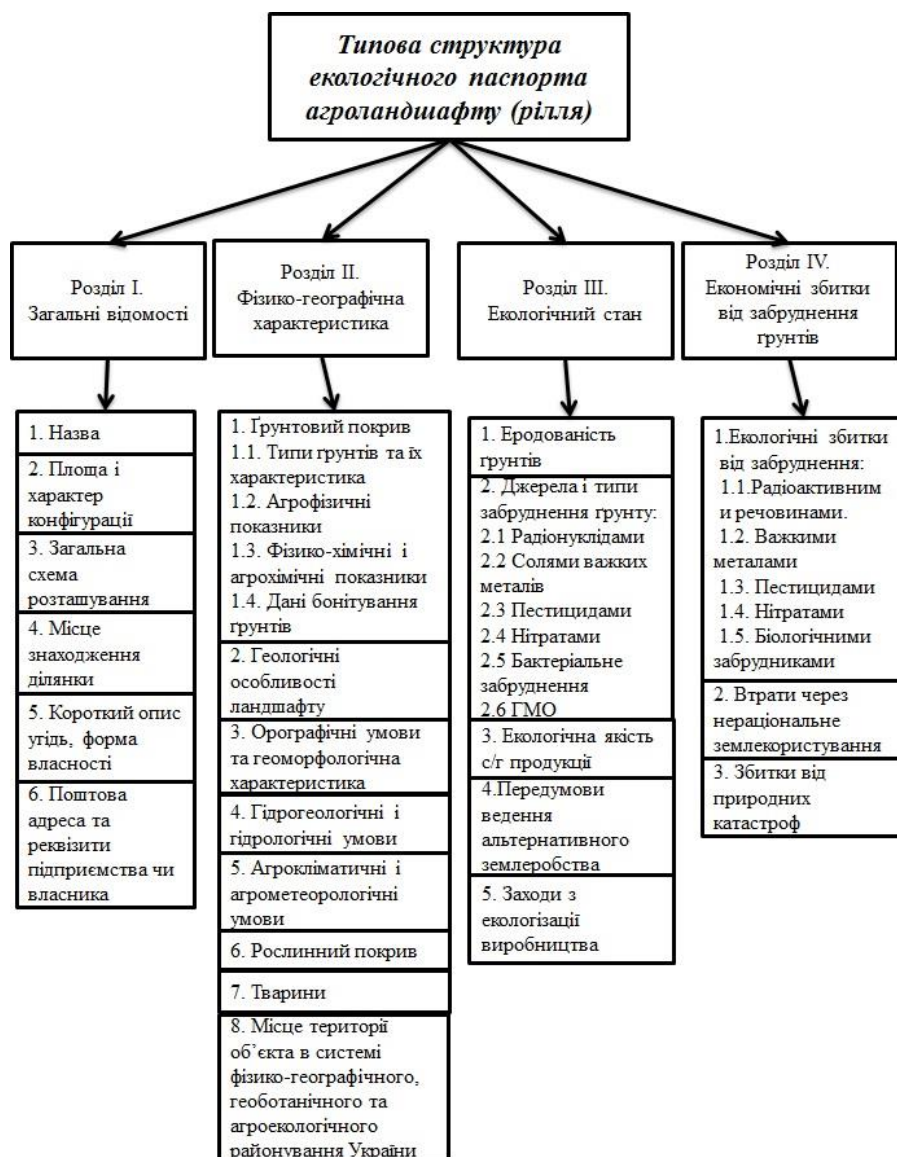 Типова структура
екологічного паспорта
агроландшафту (рілля)
Розділ І.
Загальні відомості
Розділ ІІ.
Фізико-географічна
характеристика
Розділ ІІІ.
Екологічний стан
Розділ IV.
Економічні збитки
від забруднення
ґрунтів
1. Назва
2. Площа і
характер
конфігурації
3. Загальна
схема
розташування
4. Місце
знаходження
ділянки
5. Короткий опис
угідь, форма
власності
6. Поштова
адреса та
реквізити
підприємства чи
власника
1. Ґрунтовий покрив
1.1. Типи ґрунтів та їх
характеристика
1.2. Агрофізичні
показники
1.3. Фізико-хімічні і
агрохімічні показники
1.4. Дані бонітування
ґрунтів
2. Геологічні
особливості
ландшафту
3. Орографічні умови
та геоморфологічна
характеристика
4. Гідрогеологічні і
гідрологічні умови
5. Агрокліматичні і
агрометеорологічні
умови
6. Рослинний покрив
7. Тварини
8. Місце території
об’єкта в системі
фізико-географічного,
геоботанічного та
агроекологічного
районування України
1. Еродованість
ґрунтів
2. Джерела і типи
забруднення ґрунту:
2.1 Радіонуклідами
2.2 Солями важких
металів
2.3 Пестицидами
2.4 Нітратами
2.5 Бактеріальне
забруднення
2.6 ГМО
3. Екологічна якість
с/г продукції
4.Передумови
ведення
альтернативного
землеробства
5. Заходи з
екологізації
виробництва
1.Екологічні збитки
від забруднення:
1.1.Радіоактивним
и речовинами.
1.2. Важкими
металами
1.3. Пестицидами
1.4. Нітратами
1.5. Біологічними
забрудниками
2. Втрати через
нераціональне
землекористування
3. Збитки від
природних
катастроф